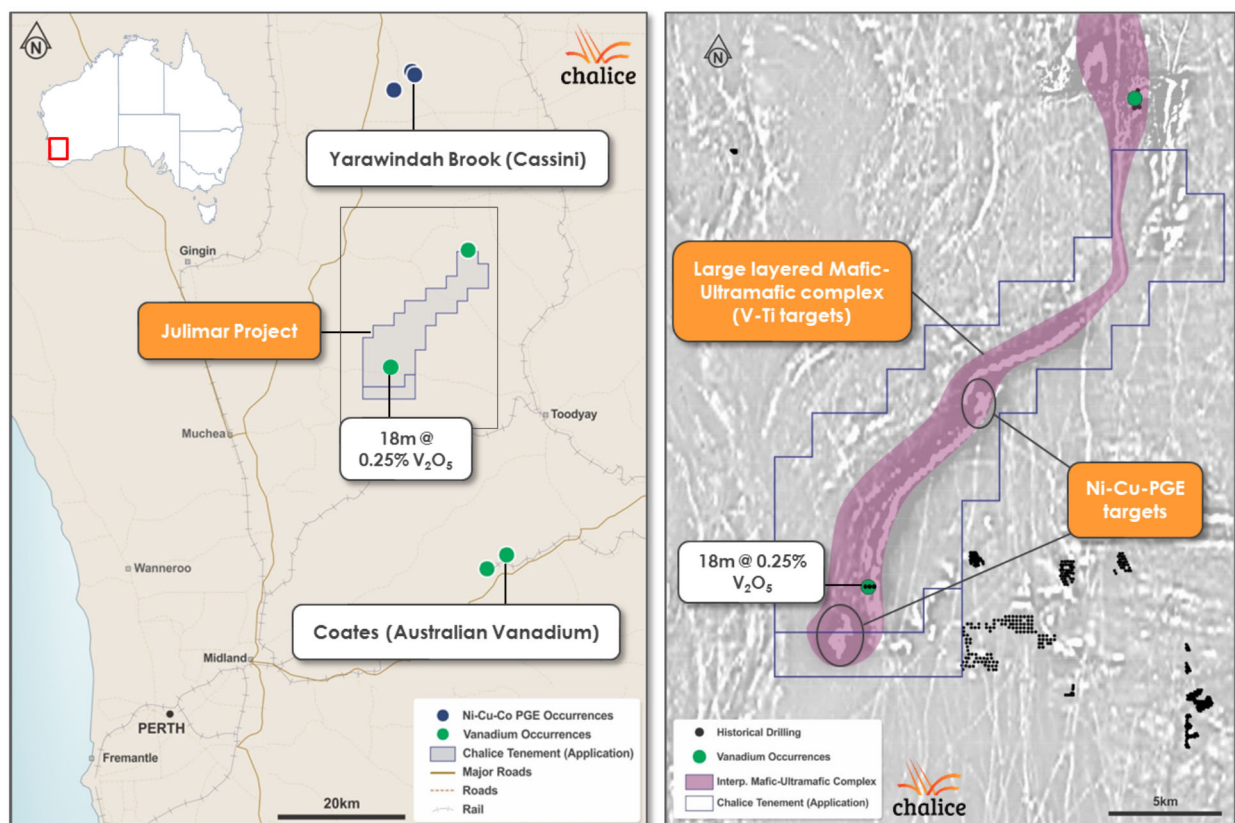 N
chalice
Yarawindah Brook (Cassini)
Gingin
Julimar Project
Toodyay
Muchea
18m @
0.25% V₂O₅
Wanneroo
Coates (Australian Vanadium)
Midland
PERTH
Fremantle
Ni-Cu-Co PGE Occurrences
Vanadium Occurrences
Chalice Tenement (Application)
Major Roads
Roads
Rail
20km
N
Large layered Mafic-
Ultramafic complex
(V-Ti targets)
Ni-Cu-PGE
targets
18m @ 0.25%
V₂O₅
Historical Drilling
Vanadium Occurrences
Interp. Mafic-Ultramafic Complex
Chalice Tenement (Application)
chalice
5km